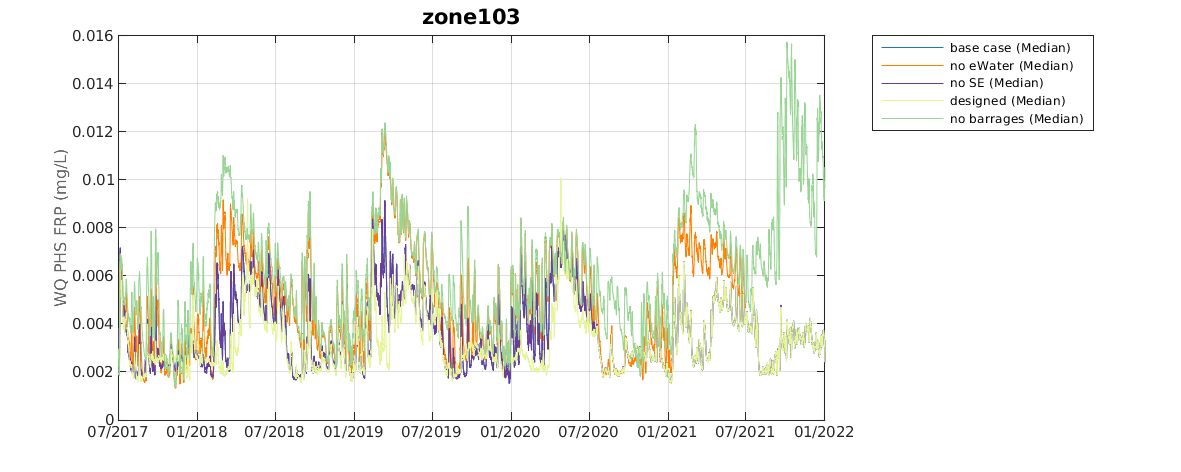 zone103
WQ PHS FRP (mg/L)
0.016
0.014
0.012
0.01
0.008
0.006
0.004
0.002
0
07/2017 01/2018 07/2018 01/2019 07/2019 01/2020 07/2020 01/2021 07/2021 01/2022
base case (Median)
no eWater (Median)
no SE (Median)
designed (Median)
no barrages (Median)